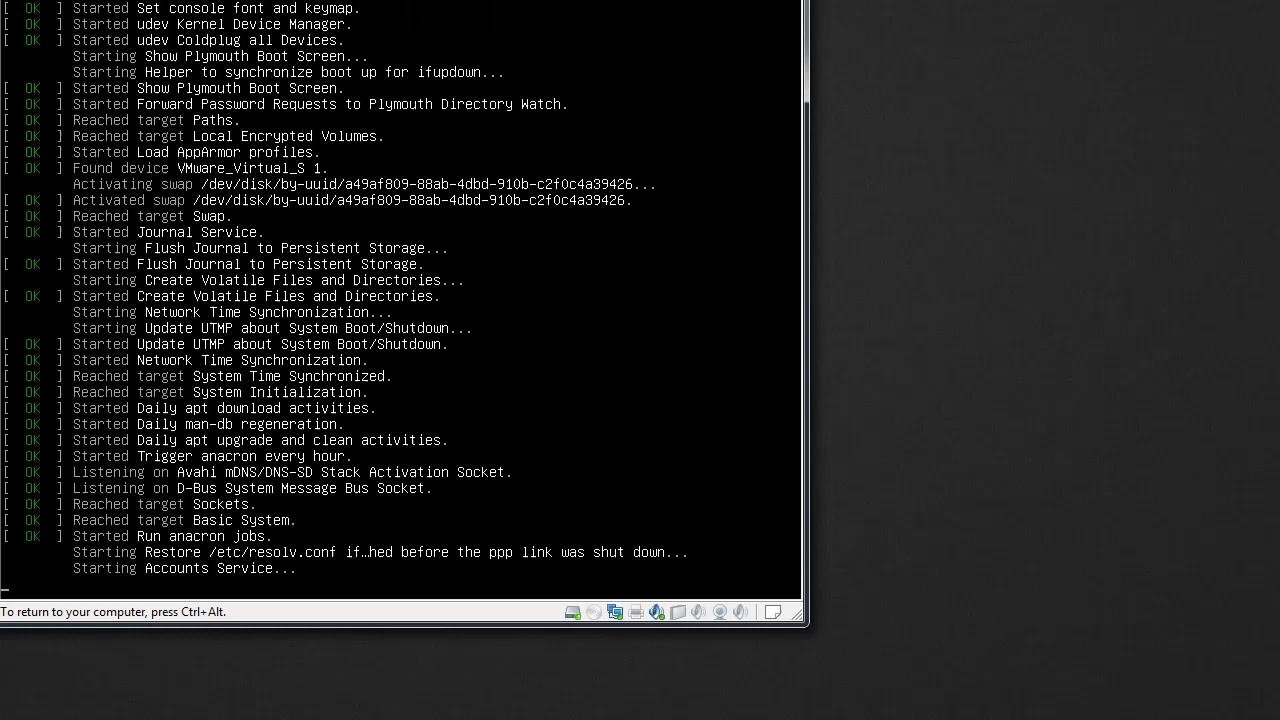 [  OK  ] Started Set console font and keymap.
[  OK  ] Started udev Kernel Device Manager.
[  OK  ] Started udev Coldplug all Devices.
Starting Show Plymouth Boot Screen...
Starting Helper to synchronize boot up for ifupdown...
[  OK  ] Started Show Plymouth Boot Screen.
[  OK  ] Started Forward Password Requests to Plymouth Directory Watch.
[  OK  ] Reached target Paths.
[  OK  ] Reached target Local Encrypted Volumes.
[  OK  ] Started Load AppArmor profiles.
[  OK  ] Found device VMware_Virtual_S 1.
Activating swap /dev/disk/by-uuid/a49af809-88ab-4dbd-910b-c2f0c4a39426...
[  OK  ] Activated swap /dev/disk/by-uuid/a49af809-88ab-4dbd-910b-c2f0c4a39426.
[  OK  ] Reached target Swap.
[  OK  ] Started Journal Service.
Starting Flush Journal to Persistent Storage...
[  OK  ] Started Flush Journal to Persistent Storage.
Starting Create Volatile Files and Directories...
[  OK  ] Started Create Volatile Files and Directories.
Starting Network Time Synchronization...
Starting Update UTMP about System Boot/Shutdown...
[  OK  ] Started Update UTMP about System Boot/Shutdown.
[  OK  ] Started Network Time Synchronization.
[  OK  ] Reached target System Time Synchronized.
[  OK  ] Reached target System Initialization.
[  OK  ] Started Daily apt download activities.
[  OK  ] Started Daily man-db regeneration.
[  OK  ] Started Daily apt upgrade and clean activities.
[  OK  ] Started Trigger anacron every hour.
[  OK  ] Listening on Avahi mDNS/DNS-SD Stack Activation Socket.
[  OK  ] Listening on D-Bus System Message Bus Socket.
[  OK  ] Reached target Sockets.
[  OK  ] Reached target Basic System.
[  OK  ] Started Run anacron jobs.
Starting Restore /etc/resolv.conf if…hed before the ppp link was shut down...
Starting Accounts Service...
To return to your computer, press Ctrl+Alt.